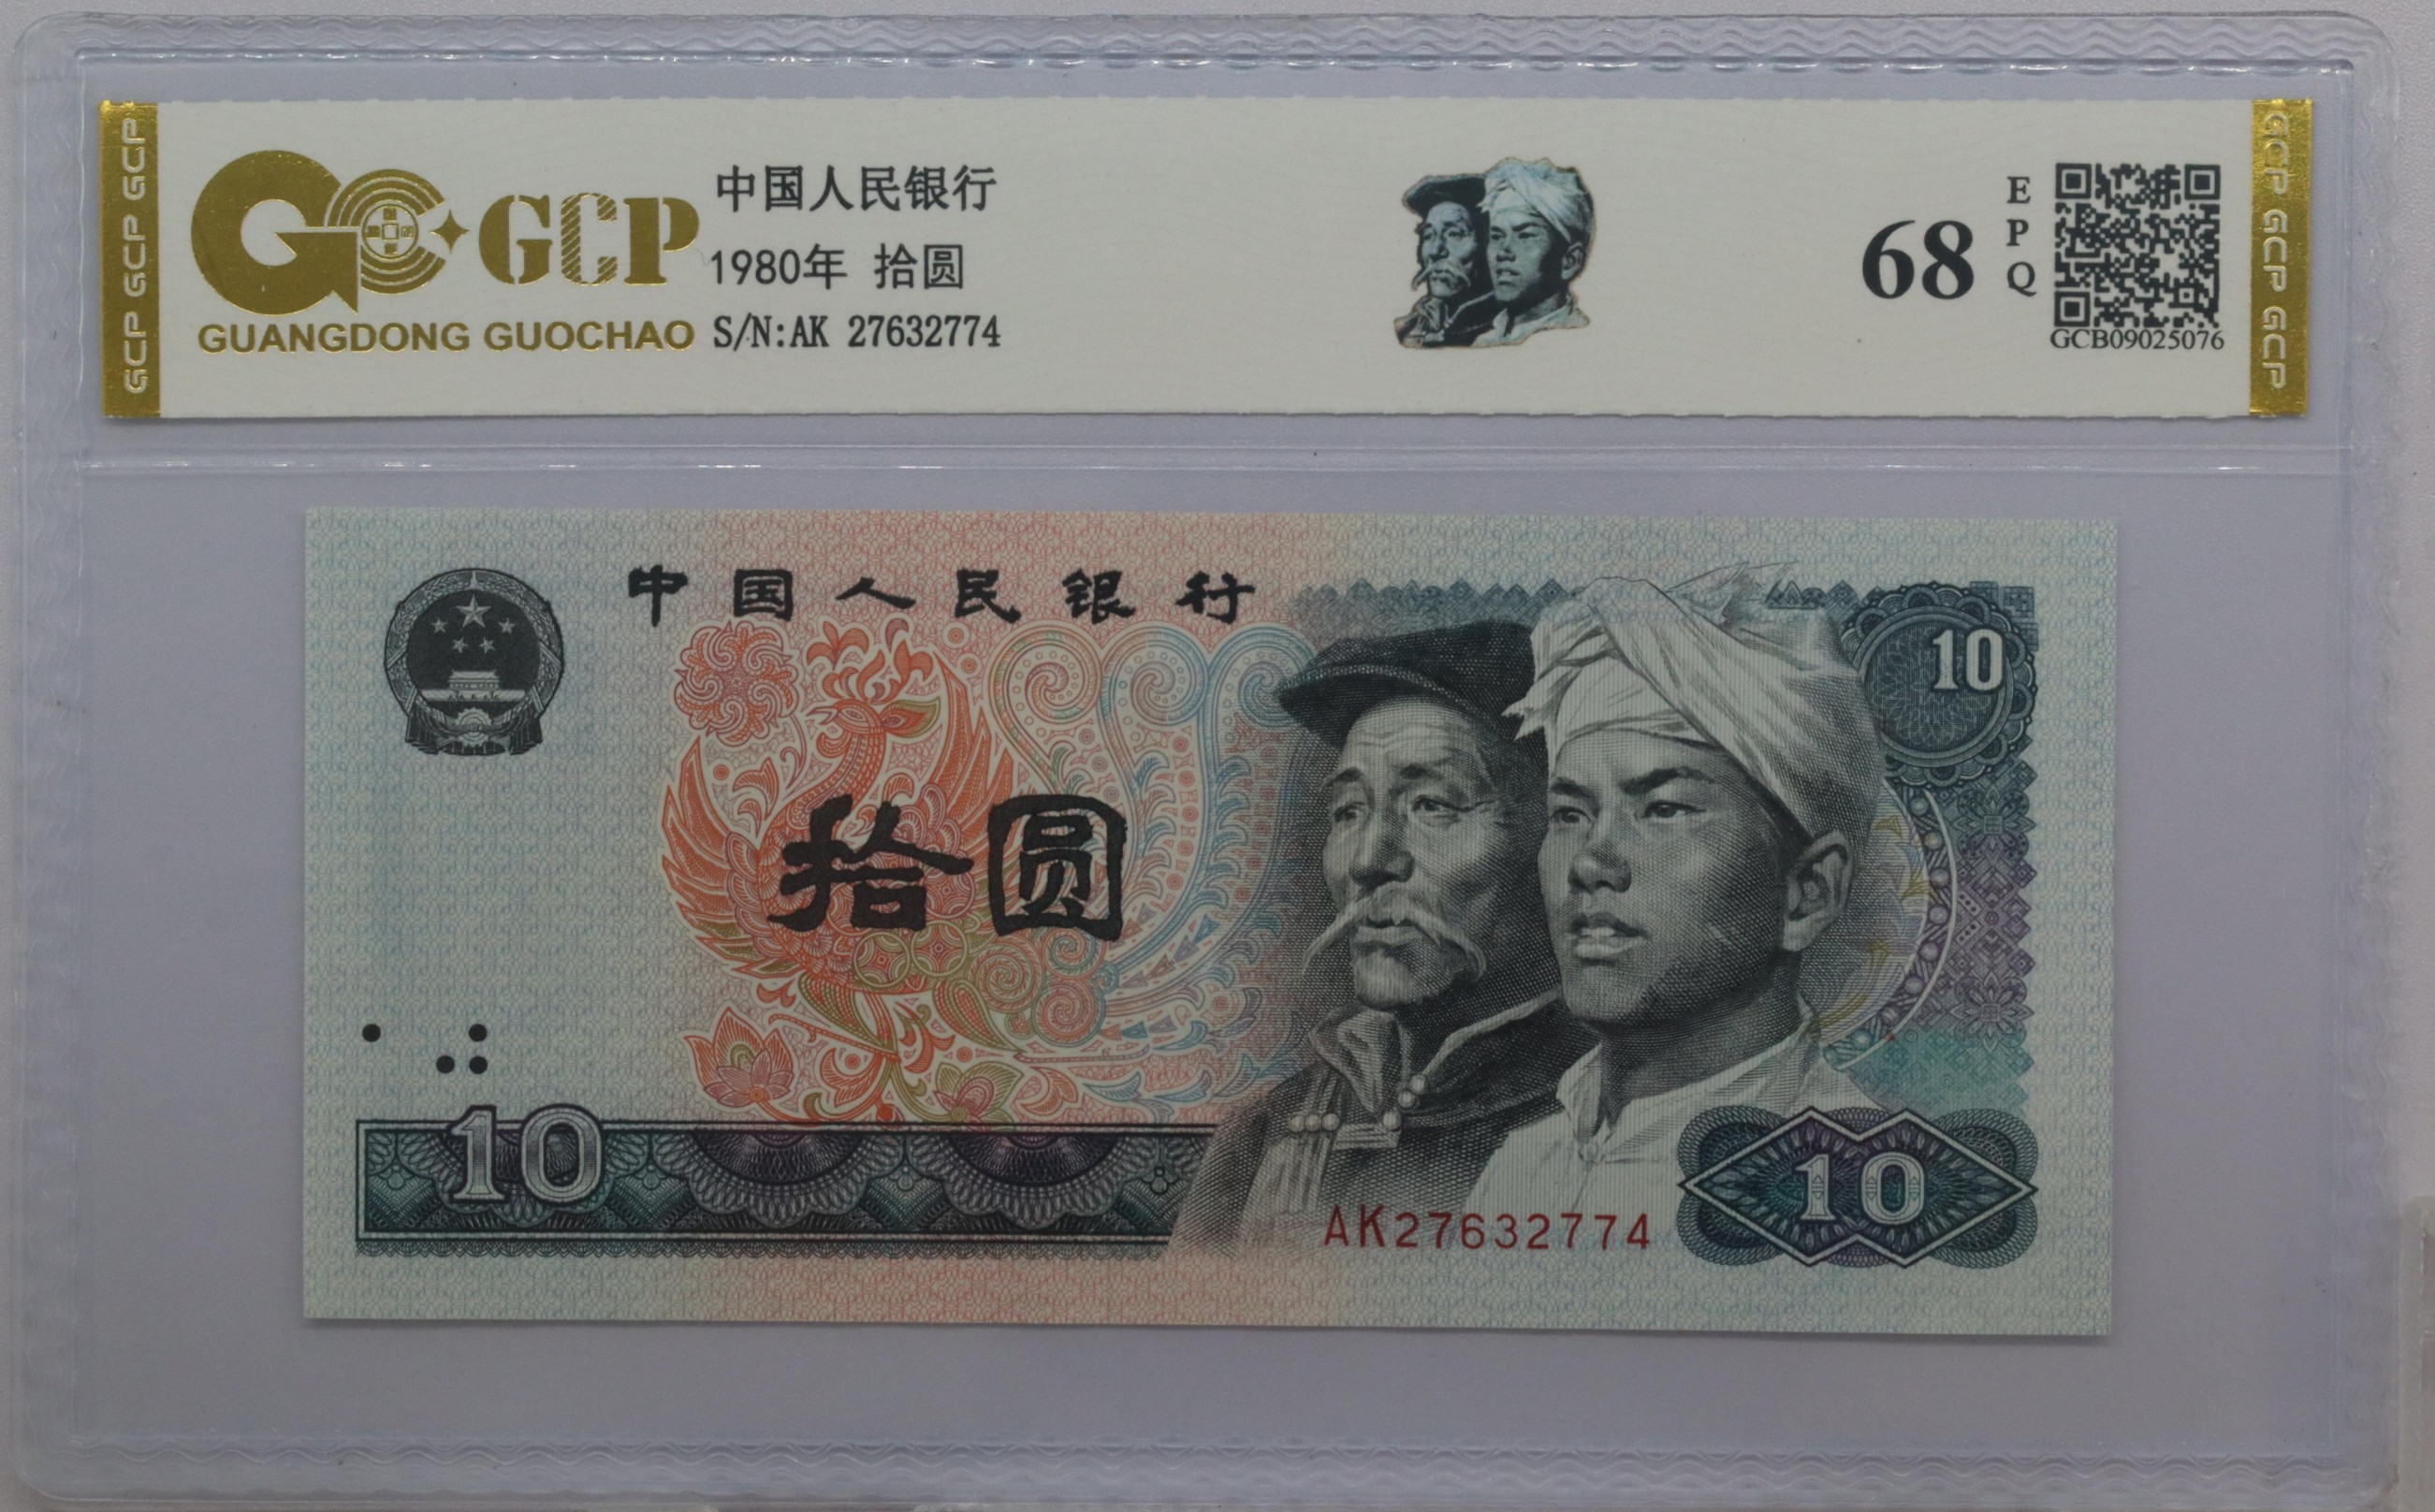 GCP GCP GCP
GCP
GUANGDONG GUOCHAO
中国人民银行
1980年 拾圆
S/N:AK 27632774
68
EPQ
GCB09025076
GCP GCP GCP
中国人民银行
10
拾圆
10
AK27632774
10